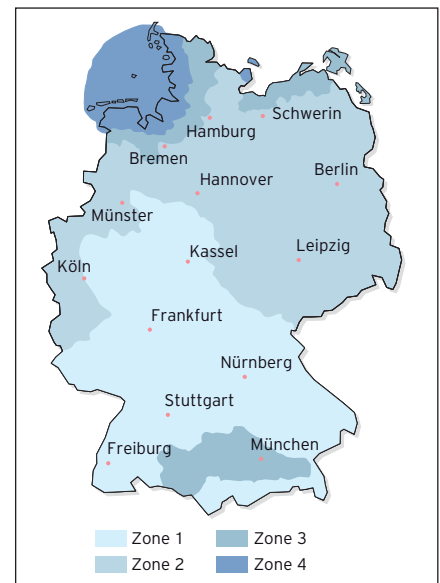 Schwerin
Hamburg
Bremen
Berlin
Hannover
Münster
Kassel
Leipzig
Köln
Frankfurt
Nürnberg
Stuttgart
Freiburg
München
Zone 1
Zone 3
Zone 2
Zone 4